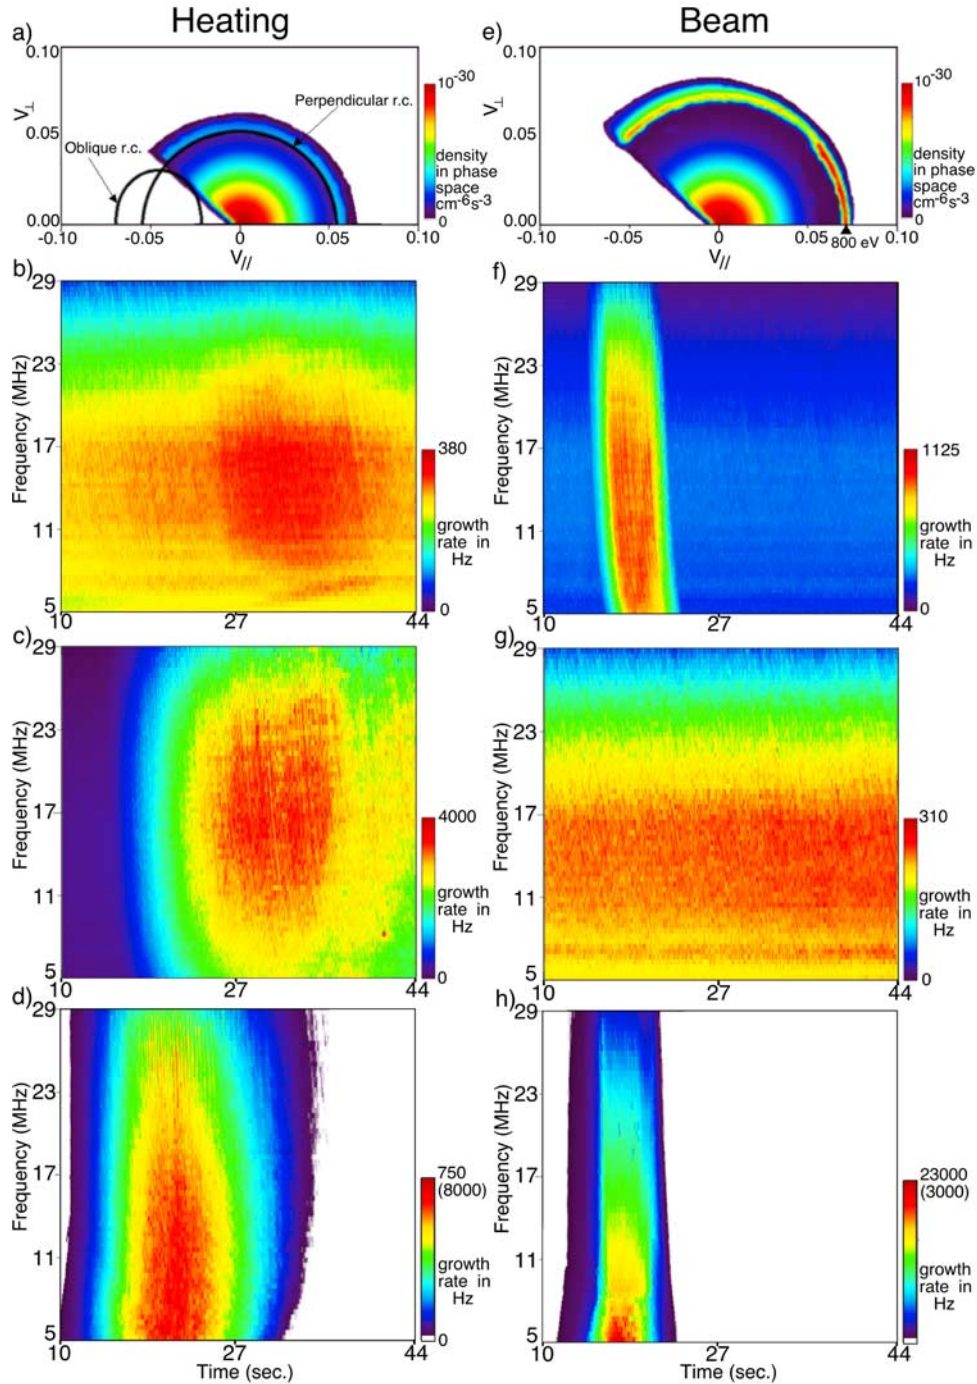 Heating
Beam
a)
0.10
V⊥
0.05
0.00
-0.10
-0.05
0
0.05
0.10
V//
Perpendicular r.c.
Oblique r.c.
10-30
density
in phase
space
cm-6s-3
0
e)
0.10
V⊥
0.05
0.00
-0.10
-0.05
0
800 eV
0.10
V//
10-30
density
in phase
space
cm-6s-3
0
b)
29
23
17
11
5
Frequency (MHz)
10
27
44
380
growth
rate in
Hz
0
f)
29
23
17
11
5
Frequency (MHz)
10
27
44
1125
growth
rate in
Hz
0
c)
29
23
17
11
5
Frequency (MHz)
10
27
44
4000
growth
rate in
Hz
0
g)
29
23
17
11
5
Frequency (MHz)
10
27
44
310
growth
rate in
Hz
0
d)
29
23
17
11
5
Frequency (MHz)
10
27
44
Time (sec.)
750
(8000)
growth
rate in
Hz
0
h)
29
23
17
11
5
Frequency (MHz)
10
27
44
Time (sec.)
23000
(3000)
growth
rate in
Hz
0